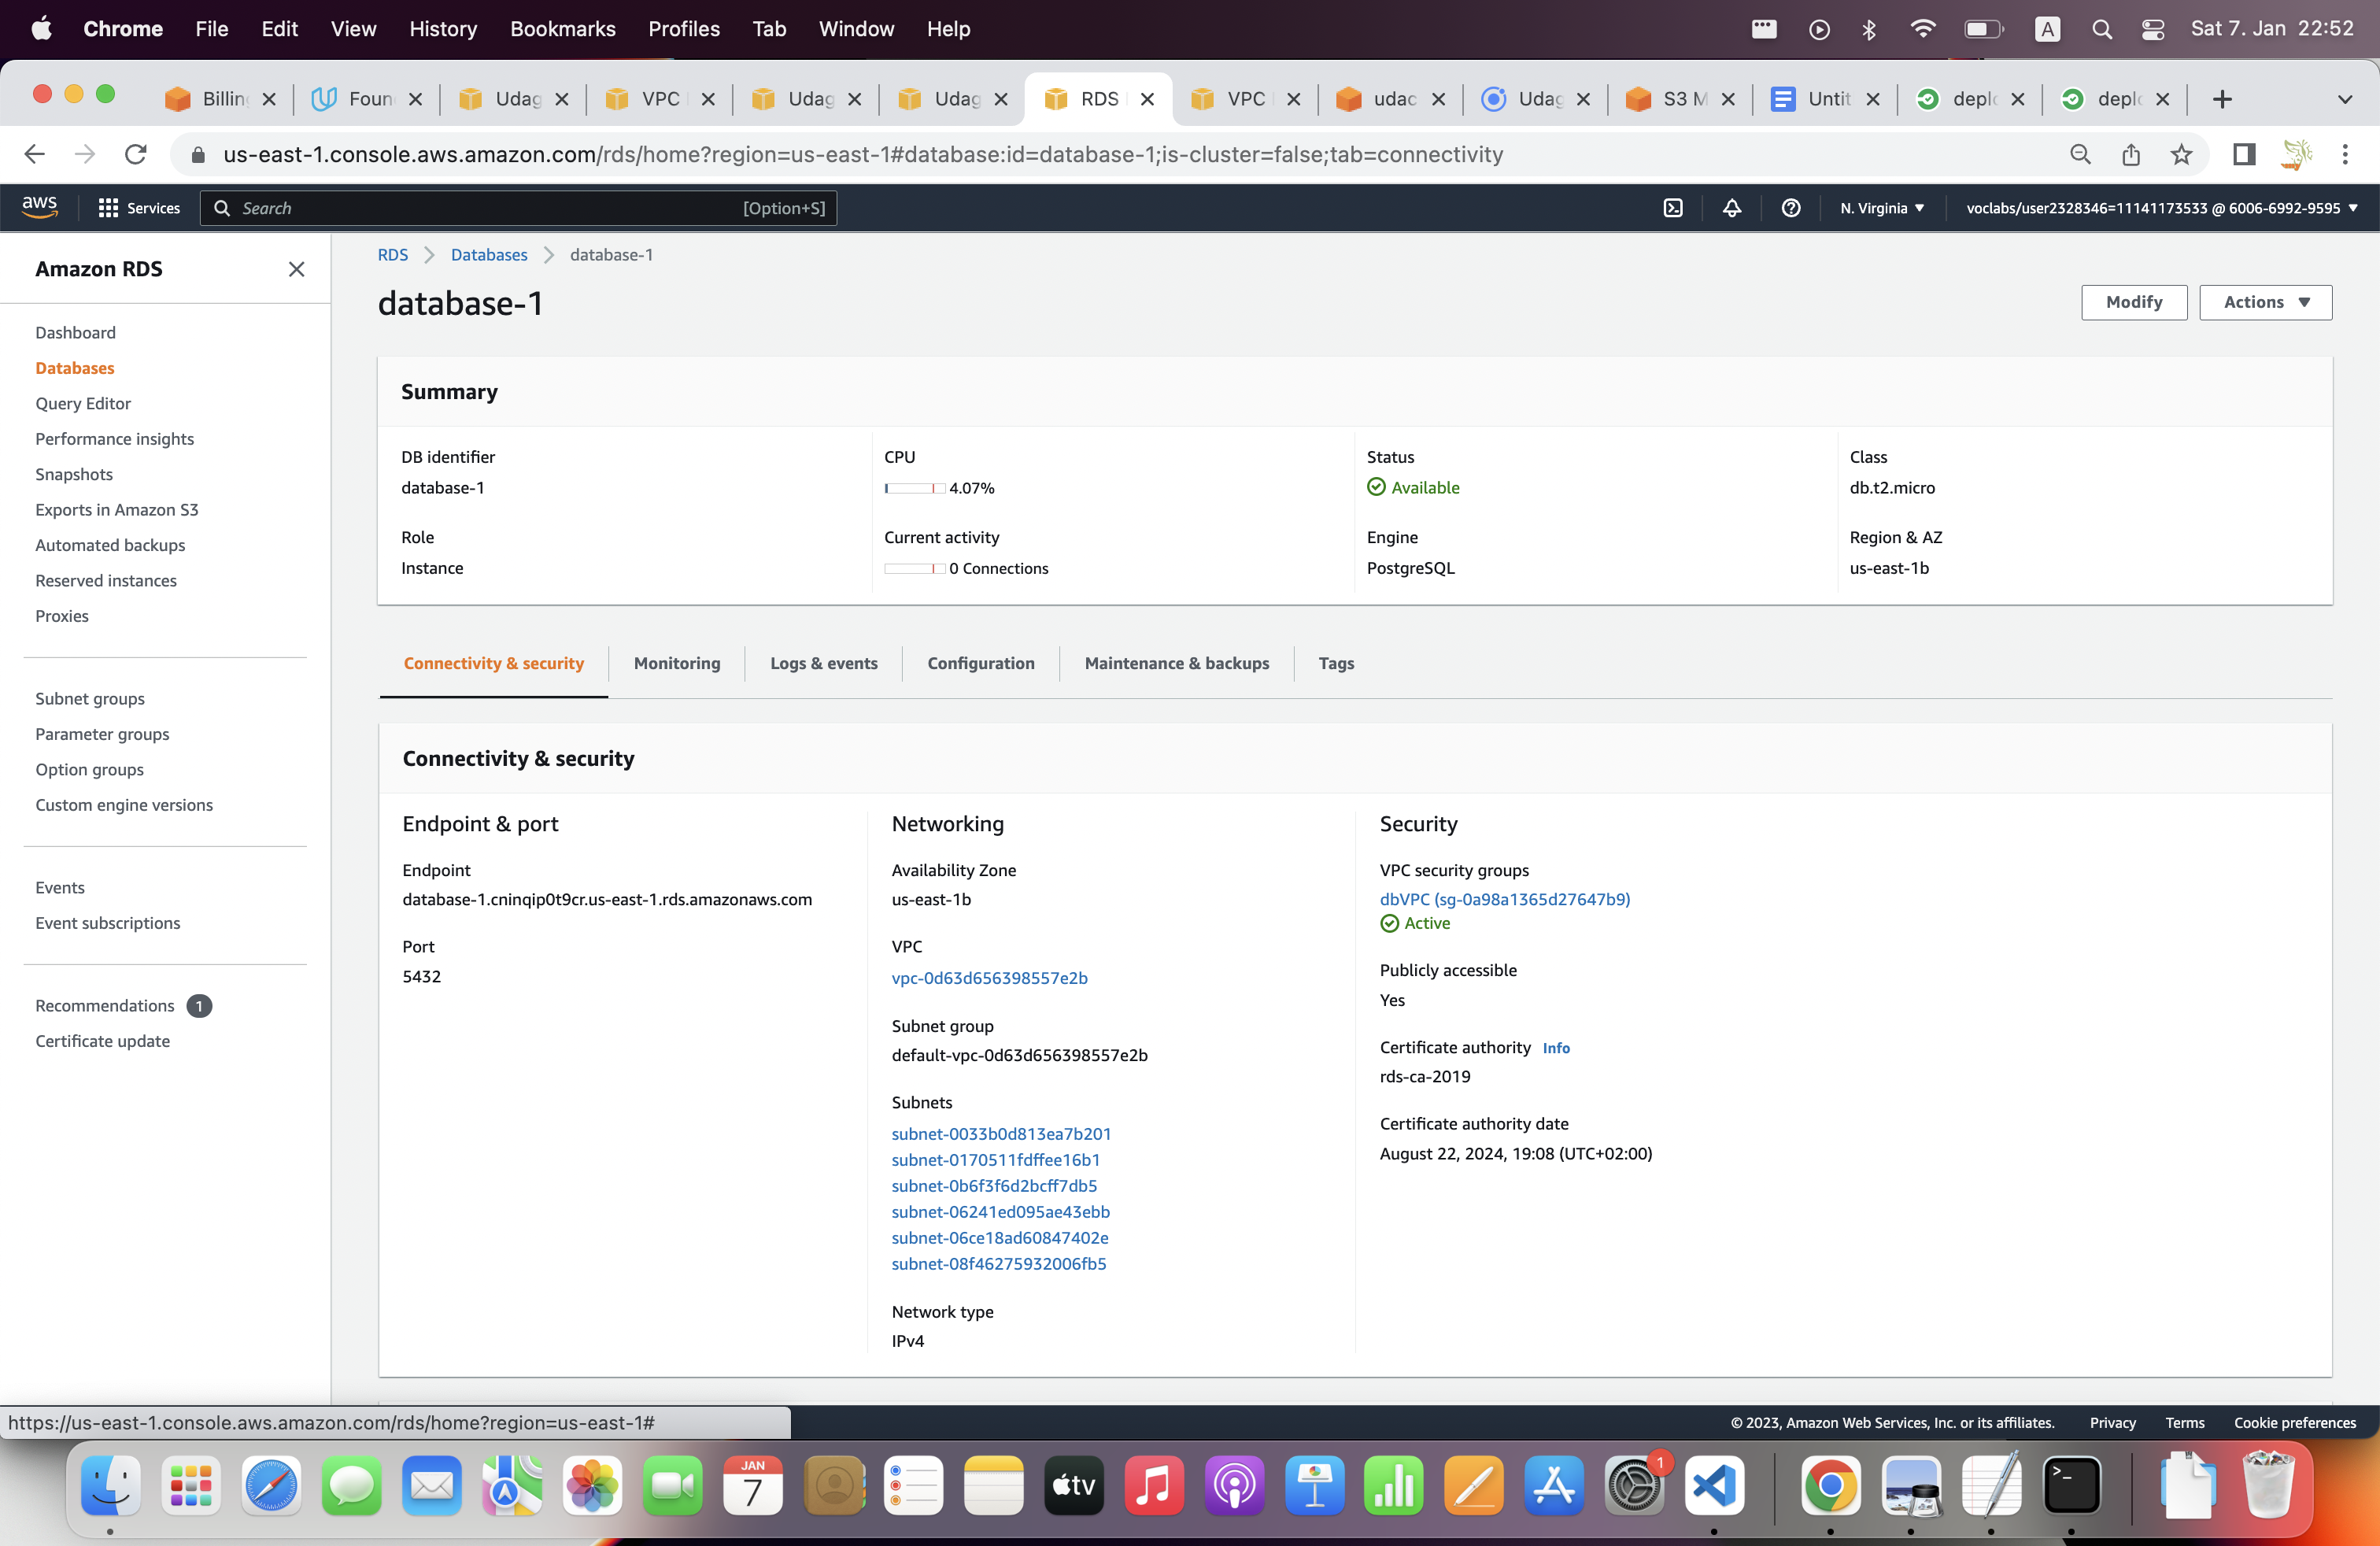 Chrome File Edit View History Bookmarks Profiles Tab Window Help A Sat 7. Jan 22:52
Billing Foun Udag VPC Udag Udag RDS VPC udac Udag S3 M Untit deplo deplo
us-east-1.console.aws.amazon.com/rds/home?region=us-east-1#database:id=database-1;is-cluster=false;tab=connectivity
aws Services Search [Option+S] N. Virginia voclabs/user2328346=11141173533 @ 6006-6992-9595
Amazon RDS
Dashboard
Databases
Query Editor
Performance insights
Snapshots
Exports in Amazon S3
Automated backups
Reserved instances
Proxies
Subnet groups
Parameter groups
Option groups
Custom engine versions
Events
Event subscriptions
Recommendations 1
Certificate update
RDS Databases database-1
database-1
Modify Actions
Summary
DB identifier
database-1
CPU
4.07%
Status
Available
Class
db.t2.micro
Role
Instance
Current activity
0 Connections
Engine
PostgreSQL
Region & AZ
us-east-1b
Connectivity & security Monitoring Logs & events Configuration Maintenance & backups Tags
Connectivity & security
Endpoint & port
Endpoint
database-1.cninqip0t9cr.us-east-1.rds.amazonaws.com
Port
5432
Networking
Availability Zone
us-east-1b
VPC
vpc-0d63d656398557e2b
Subnet group
default-vpc-0d63d656398557e2b
Subnets
subnet-0033b0d813ea7b201
subnet-0170511fdffee16b1
subnet-0b6f3f6d2bcff7db5
subnet-06241ed095ae43ebb
subnet-06ce18ad60847402e
subnet-08f46275932006fb5
Network type
IPv4
Security
VPC security groups
dbVPC (sg-0a98a1365d27647b9)
Active
Publicly accessible
Yes
Certificate authority Info
rds-ca-2019
Certificate authority date
August 22, 2024, 19:08 (UTC+02:00)
https://us-east-1.console.aws.amazon.com/rds/home?region=us-east-1#
© 2023, Amazon Web Services, Inc. or its affiliates. Privacy Terms Cookie preferences
JAN
7
tv
1